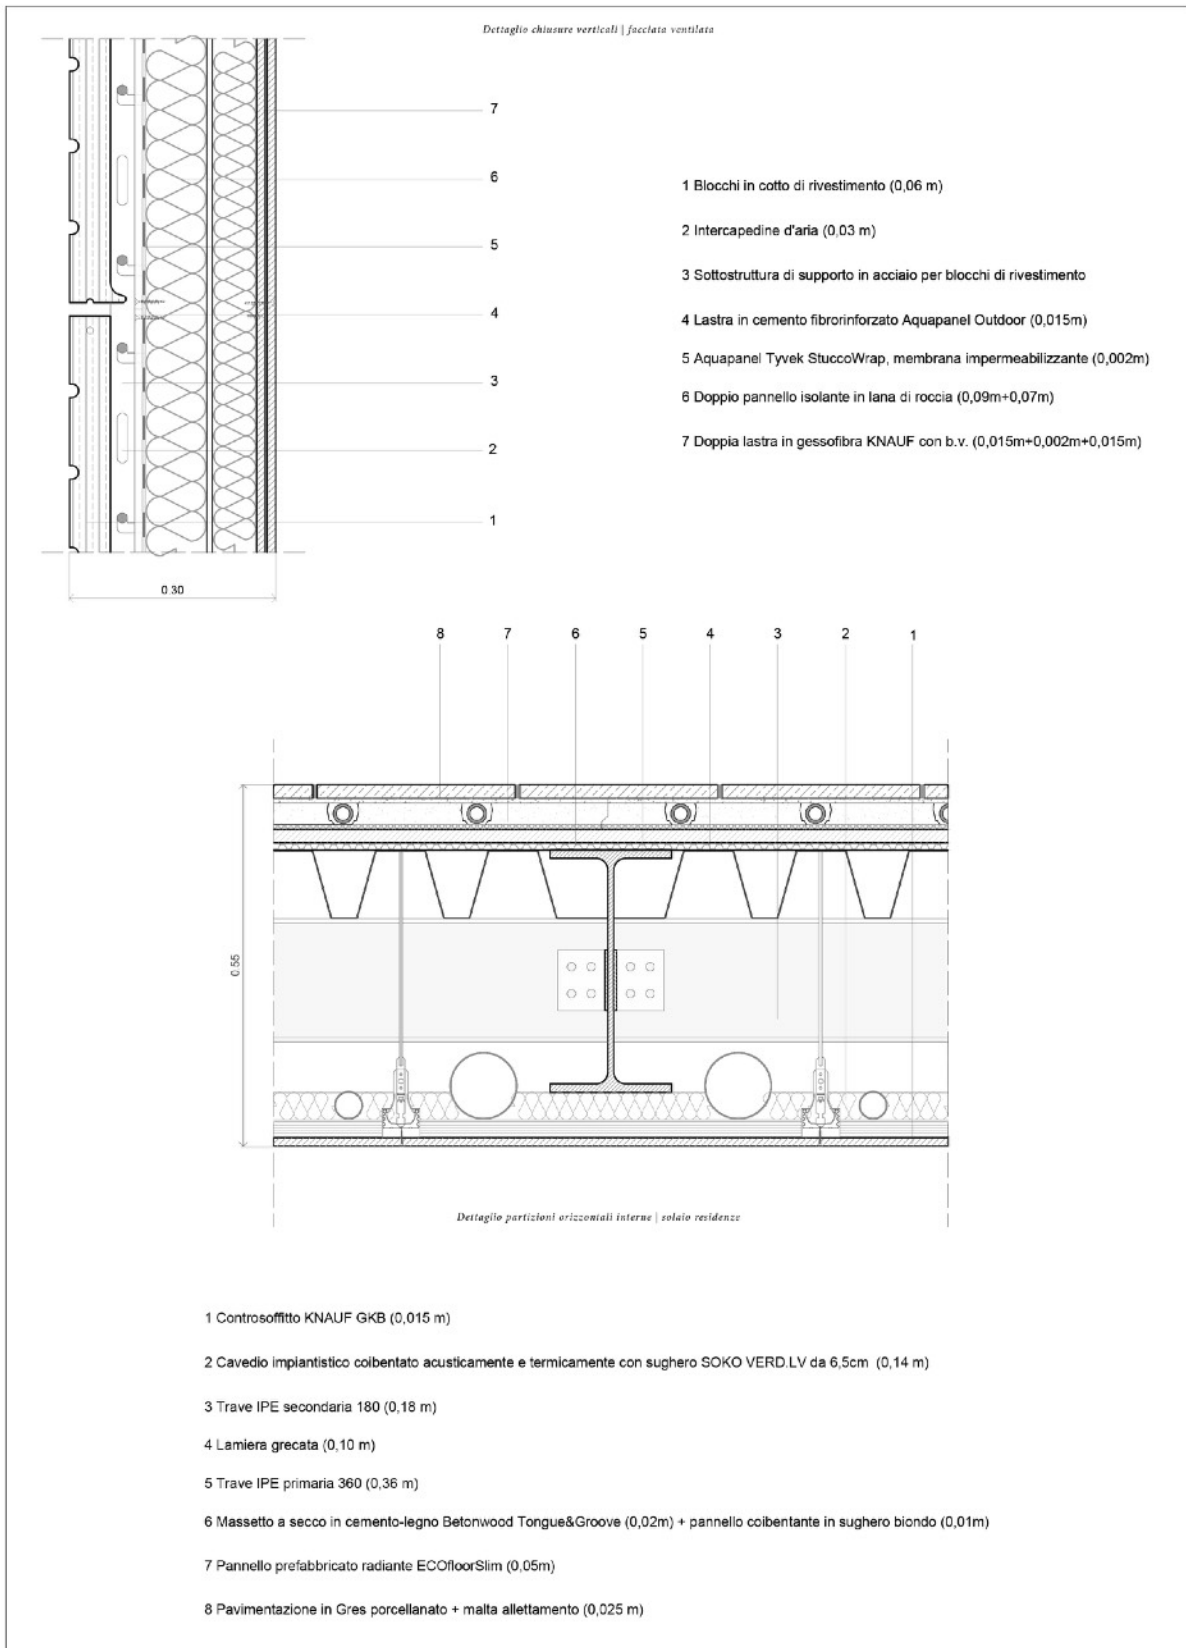 Dettaglio chiusure verticali | facciata ventilata
7
6
5
4
3
2
1
0.30
1 Blocchi in cotto di rivestimento (0,06 m)
2 Intercapedine d'aria (0,03 m)
3 Sottostruttura di supporto in acciaio per blocchi di rivestimento
4 Lastra in cemento fibrorinforzato Aquapanel Outdoor (0,015m)
5 Aquapanel Tyvek StuccoWrap, membrana impermeabilizzante (0,002m)
6 Doppio pannello isolante in lana di roccia (0,09m+0,07m)
7 Doppia lastra in gessofibra KNAUF con b.v. (0,015m+0,002m+0,015m)
8 7 6 5 4 3 2 1
0.55
Dettaglio partizioni orizzontali interne | solaio residenze
1 Controsoffitto KNAUF GKB (0,015 m)
2 Cavedio impiantistico coibentato acusticamente e termicamente con sughero SOKO VERD.LV da 6,5cm (0,14 m)
3 Trave IPE secondaria 180 (0,18 m)
4 Lamiera grecata (0,10 m)
5 Trave IPE primaria 360 (0,36 m)
6 Massetto a secco in cemento-legno Betonwood Tongue&Groove (0,02m) + pannello coibentante in sughero biondo (0,01m)
7 Pannello prefabbricato radiante ECOfloorSlim (0,05m)
8 Pavimentazione in Gres porcellanato + malta allettamento (0,025 m)